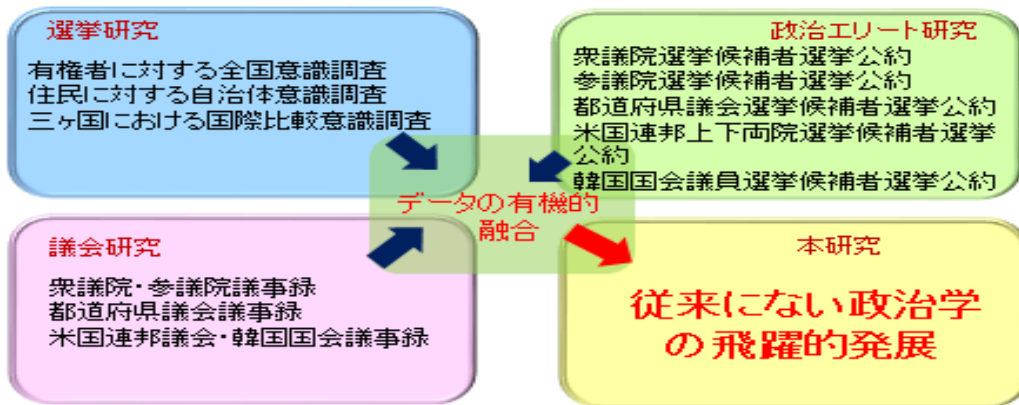 選挙研究
有権者に対する全国意識調査
住民に対する自治体意識調査
三ヶ国における国際比較意識調査
政治エリート研究
衆議院選挙候補者選挙公約
参議院選挙候補者選挙公約
都道府県議会選挙候補者選挙公約
米国連邦上下両院選挙候補者選挙
公約
韓国国会議員選挙候補者選挙公約
データの有機的
融合
議会研究
衆議院・参議院議事録
都道府県議会議事録
米国連邦議会・韓国国会議事録
本研究
従来にない政治学
の飛躍的発展